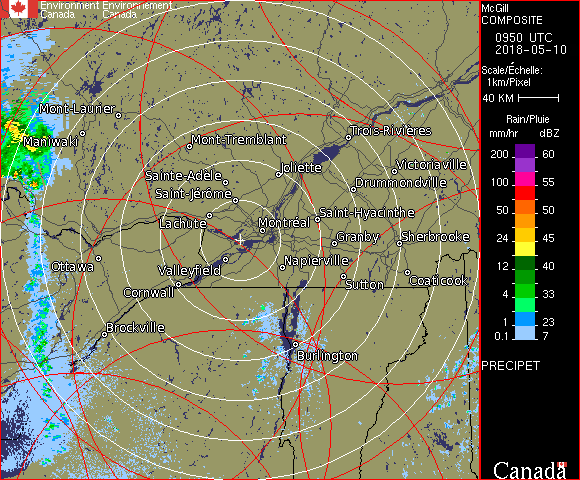 Environment Environnement
Canada Canada
McGill
COMPOSITE
0950 UTC
2018-05-10
Scale/Échelle:
1km/Pixel
40 KM
Rain/Pluie
mm/hr dBZ
200 60
100 55
50 50
24 45
12 40
4 33
1 23
0.1 7
PRECIPET
Canada
Mont-Laurier
Maniwaki
Mont-Tremblant
Trois-Rivières
Joliette
Victoriaville
Sainte-Adèle
Drummondville
Saint-Jérôme
Saint-Hyacinthe
Lachute
Montréal
Granby
Sherbrooke
Ottawa
Valleyfield
Napierville
Cornwall
Sutton
Coaticook
Brockville
Burlington